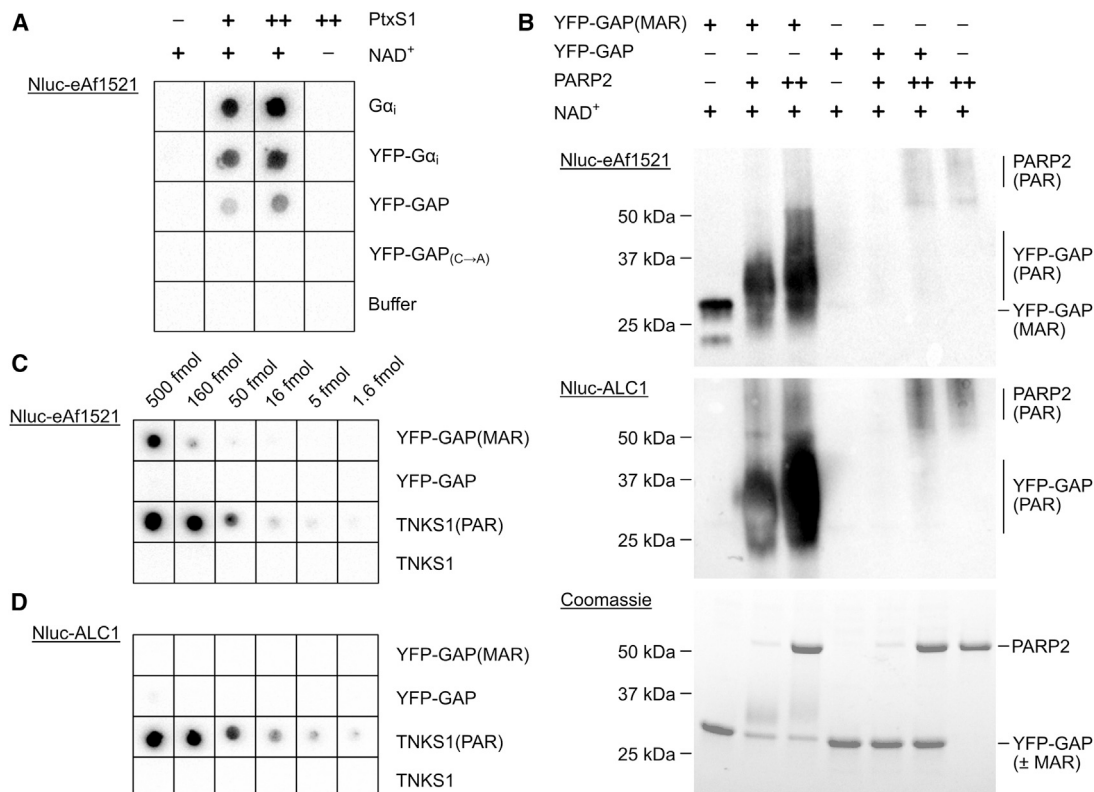 A
− + ++ ++ PtxS1
+ + + − NAD⁺
Nluc-eAf1521
Gαᵢ
YFP-Gαᵢ
YFP-GAP
YFP-GAP(C→A)
Buffer
B
YFP-GAP(MAR) + + + − − − −
YFP-GAP − − − + + + −
PARP2 − + ++ − + ++ ++
NAD⁺ + + + + + + +
Nluc-eAf1521
PARP2
(PAR)
50 kDa
37 kDa
25 kDa
YFP-GAP
(PAR)
YFP-GAP
(MAR)
Nluc-ALC1
PARP2
(PAR)
50 kDa
37 kDa
25 kDa
YFP-GAP
(PAR)
Coomassie
50 kDa
37 kDa
25 kDa
PARP2
YFP-GAP
(± MAR)
C
500 fmol 160 fmol 50 fmol 16 fmol 5 fmol 1.6 fmol
Nluc-eAf1521
YFP-GAP(MAR)
YFP-GAP
TNKS1(PAR)
TNKS1
D
Nluc-ALC1
YFP-GAP(MAR)
YFP-GAP
TNKS1(PAR)
TNKS1